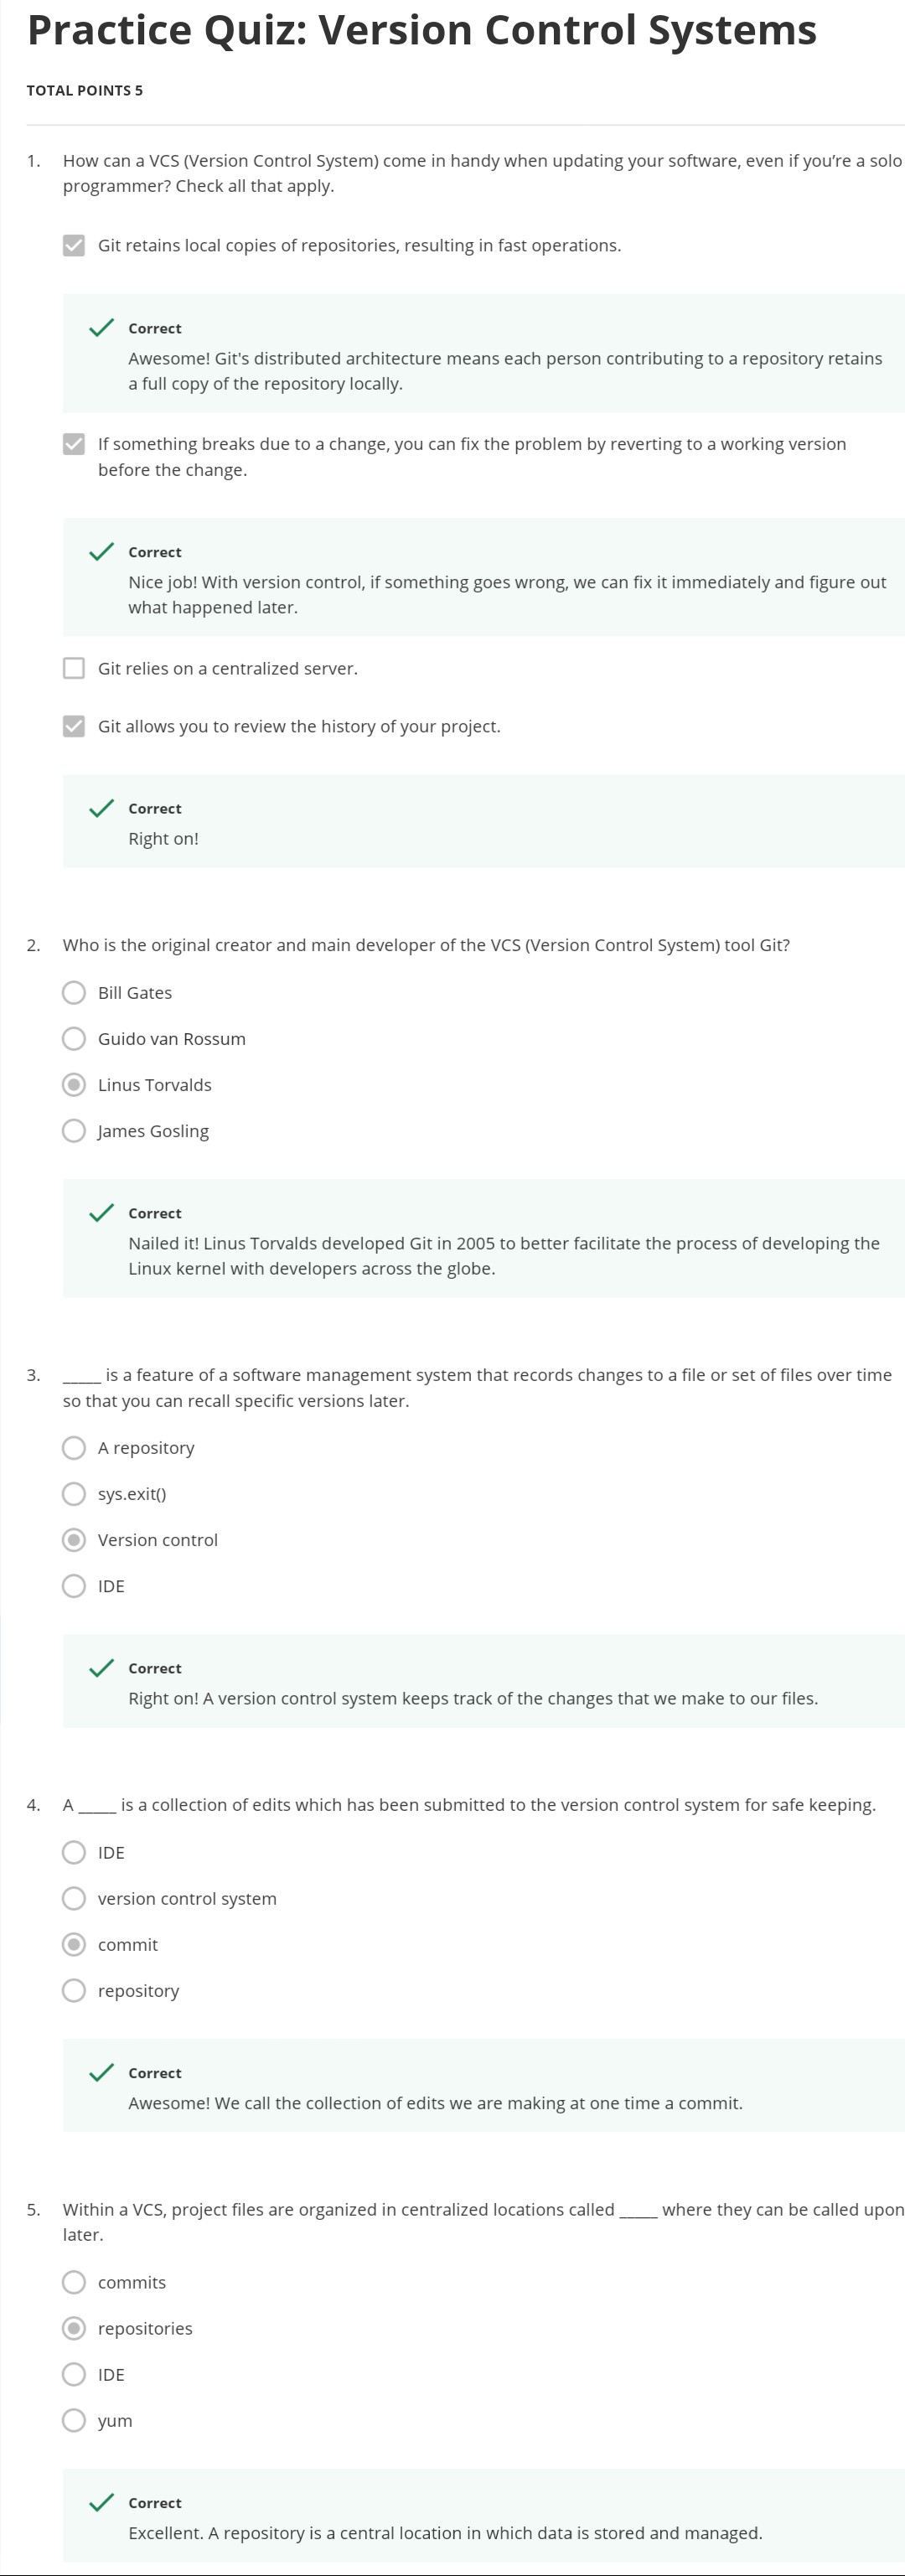 Practice Quiz: Version Control Systems
TOTAL POINTS 5
1. How can a VCS (Version Control System) come in handy when updating your software, even if you’re a solo
programmer? Check all that apply.
Git retains local copies of repositories, resulting in fast operations.
Correct
Awesome! Git's distributed architecture means each person contributing to a repository retains
a full copy of the repository locally.
If something breaks due to a change, you can fix the problem by reverting to a working version
before the change.
Correct
Nice job! With version control, if something goes wrong, we can fix it immediately and figure out
what happened later.
Git relies on a centralized server.
Git allows you to review the history of your project.
Correct
Right on!
2. Who is the original creator and main developer of the VCS (Version Control System) tool Git?
Bill Gates
Guido van Rossum
Linus Torvalds
James Gosling
Correct
Nailed it! Linus Torvalds developed Git in 2005 to better facilitate the process of developing the
Linux kernel with developers across the globe.
3. _____ is a feature of a software management system that records changes to a file or set of files over time
so that you can recall specific versions later.
A repository
sys.exit()
Version control
IDE
Correct
Right on! A version control system keeps track of the changes that we make to our files.
4. A _____ is a collection of edits which has been submitted to the version control system for safe keeping.
IDE
version control system
commit
repository
Correct
Awesome! We call the collection of edits we are making at one time a commit.
5. Within a VCS, project files are organized in centralized locations called _____ where they can be called upon
later.
commits
repositories
IDE
yum
Correct
Excellent. A repository is a central location in which data is stored and managed.